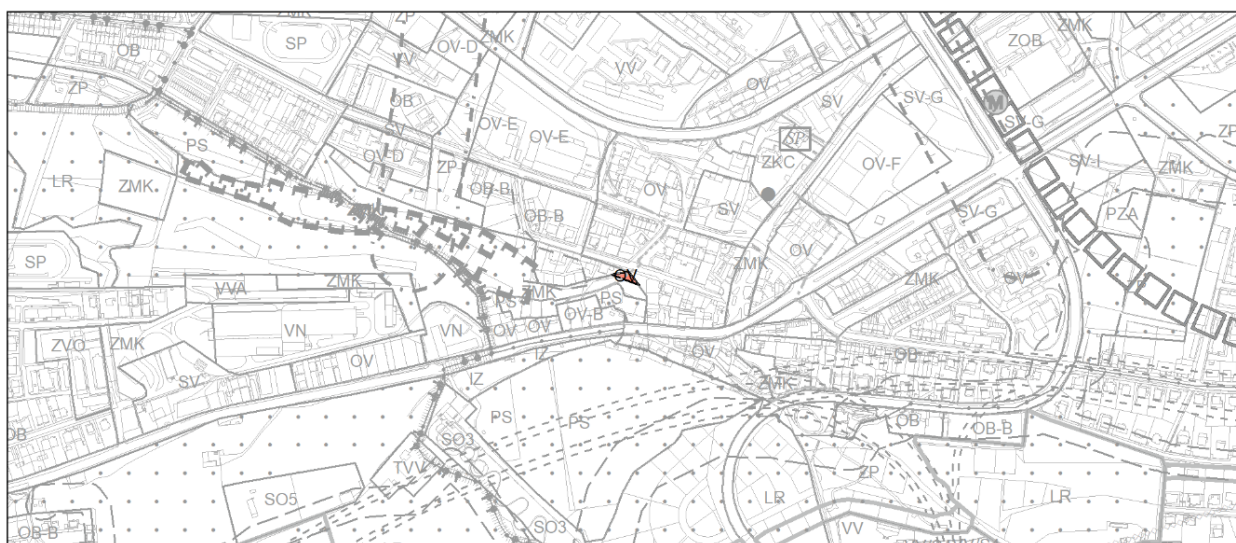 ZP
OV-D
ZMK
OB
SP
VV
VV
OV
ZOB
ZMK
ZP
OB
SV
OV-E
OV-E
SV
SV-G
M
SV-G
ZP
PS
OV-D
ZP
SP
ZKC
OV-F
SV-I
ZMK
LR
ZMK
OB-B
OV
OB-B
SV
PZA
SV-G
OV
SP
ZMK
ZMK
SV
VVA
ZMK
ZMK
PS
PS
OV-B
VN
VN
OV
OV
ZVO
ZMK
OV
IZ
OV
OB
SV
IZ
ZMK
OB
PS
PS
OB-I
OB-B
SO3
TVV
ZP
SO5
LR
LR
OB-B
SO3
VV